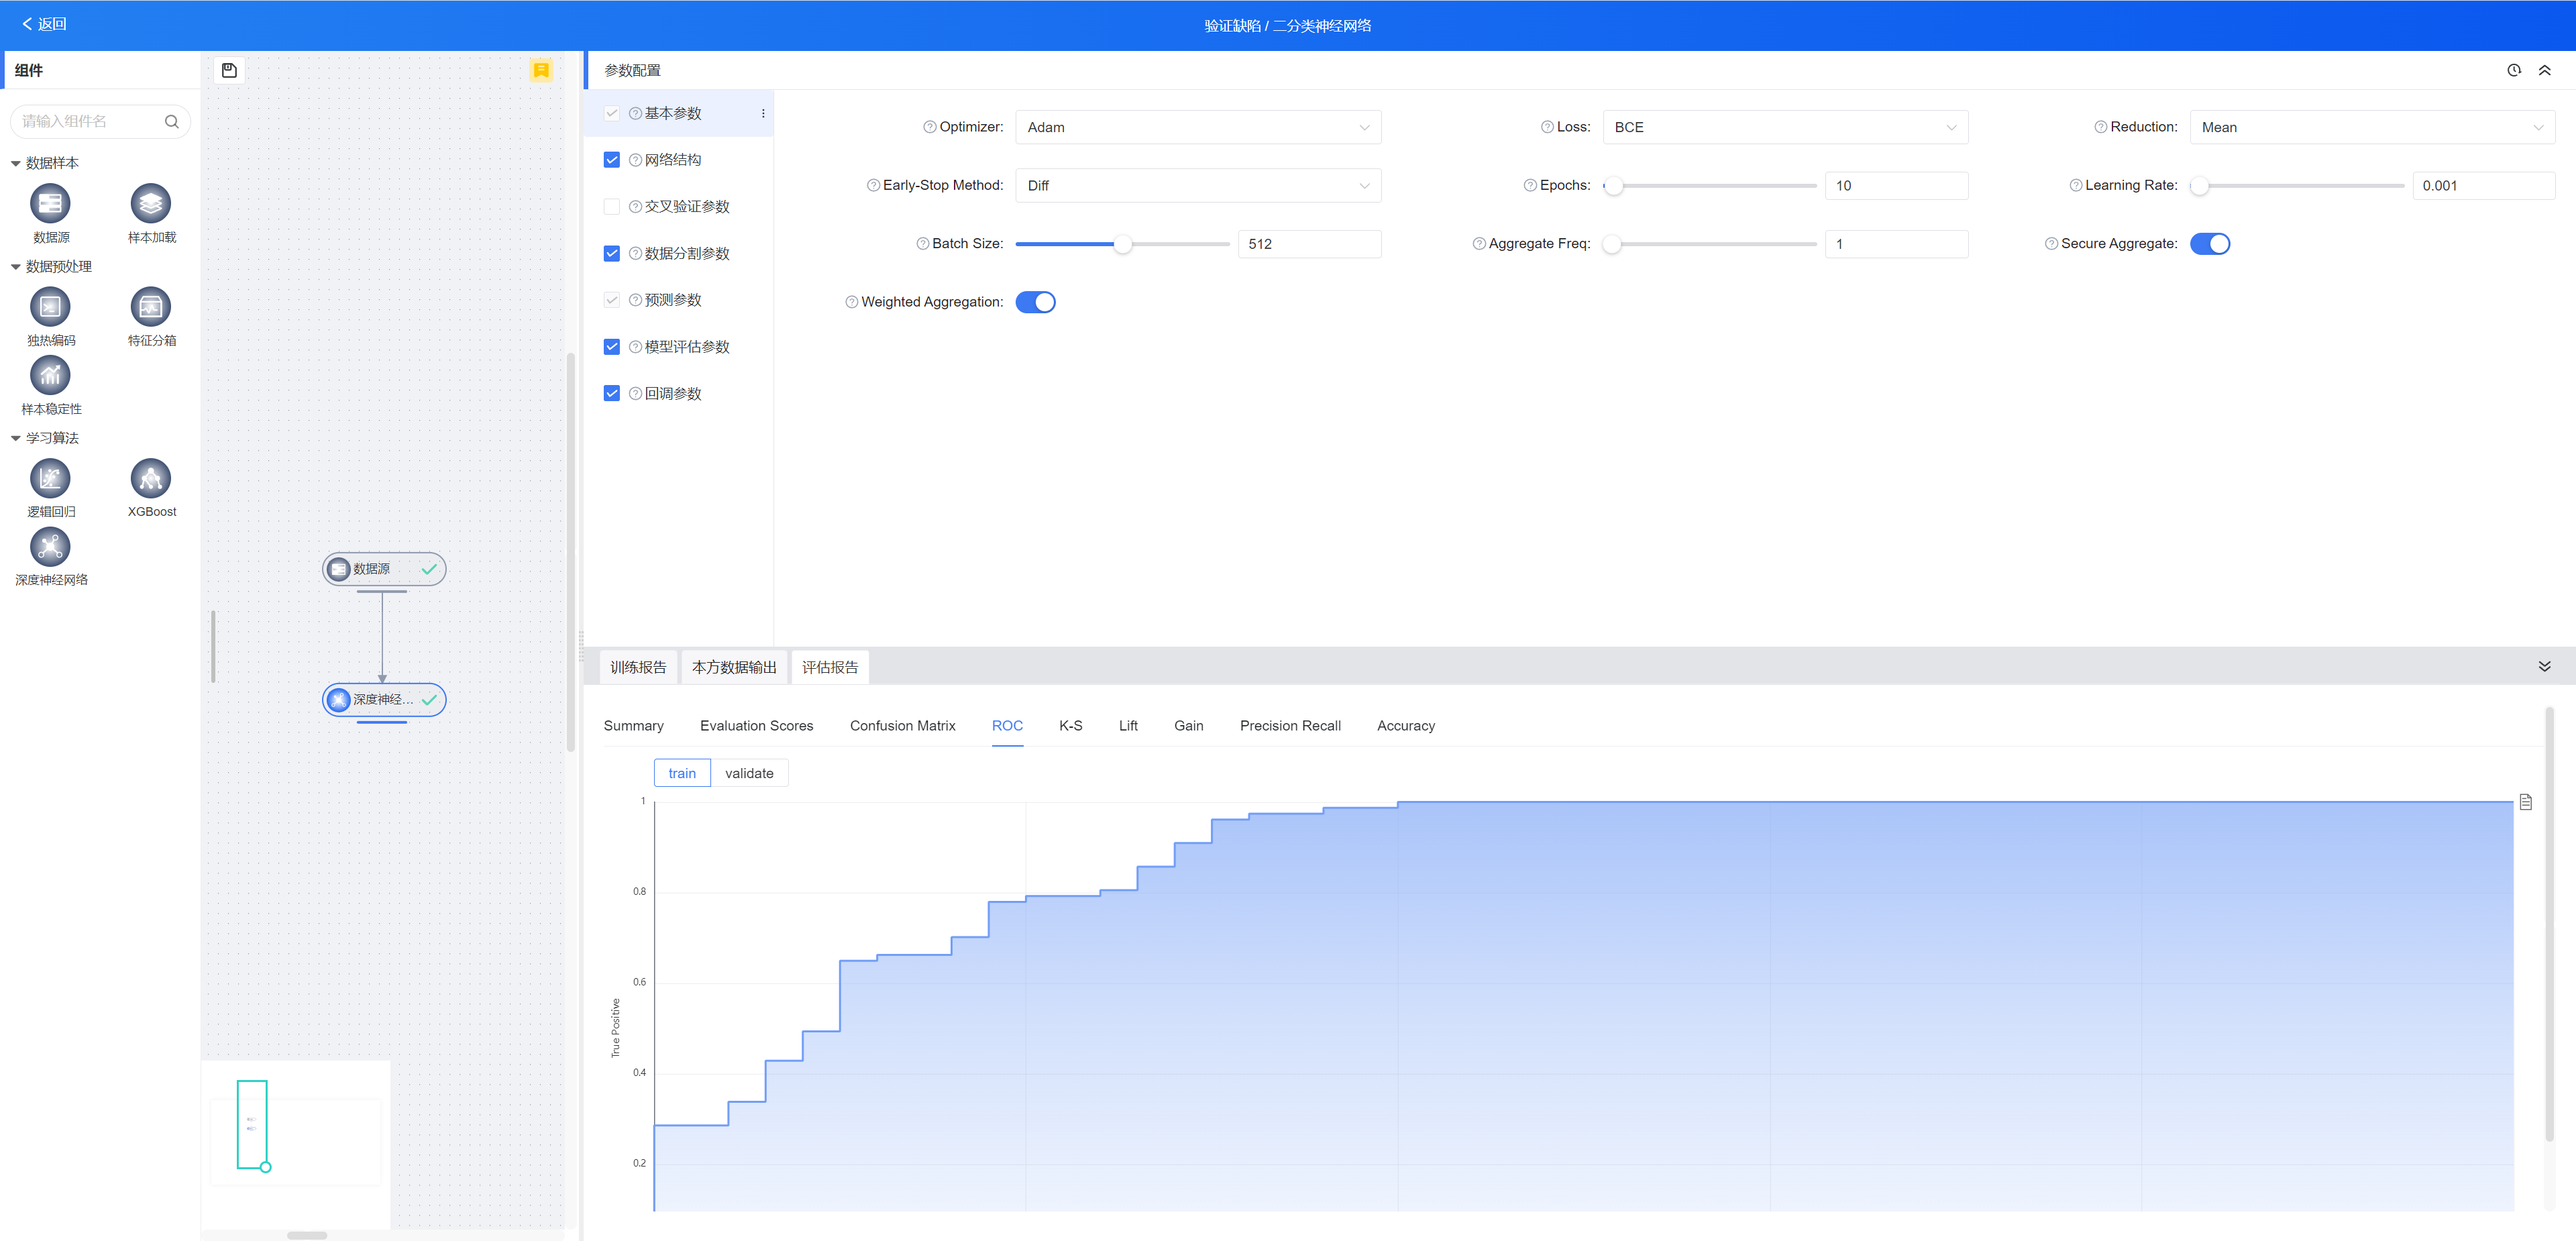 返回
验证缺陷 / 二分类神经网络
组件
请输入组件名
数据样本
数据源
样本加载
数据预处理
独热编码
特征分箱
样本稳定性
学习算法
逻辑回归
XGBoost
深度神经网络
数据源
深度神经...
参数配置
基本参数
网络结构
交叉验证参数
数据分割参数
预测参数
模型评估参数
回调参数
Optimizer: Adam
Loss: BCE
Reduction: Mean
Early-Stop Method: Diff
Epochs: 10
Learning Rate: 0.001
Batch Size: 512
Aggregate Freq: 1
Secure Aggregate:
Weighted Aggregation:
训练报告 本方数据输出 评估报告
Summary Evaluation Scores Confusion Matrix ROC K-S Lift Gain Precision Recall Accuracy
train validate
1
0.8
0.6
0.4
0.2
True Positive